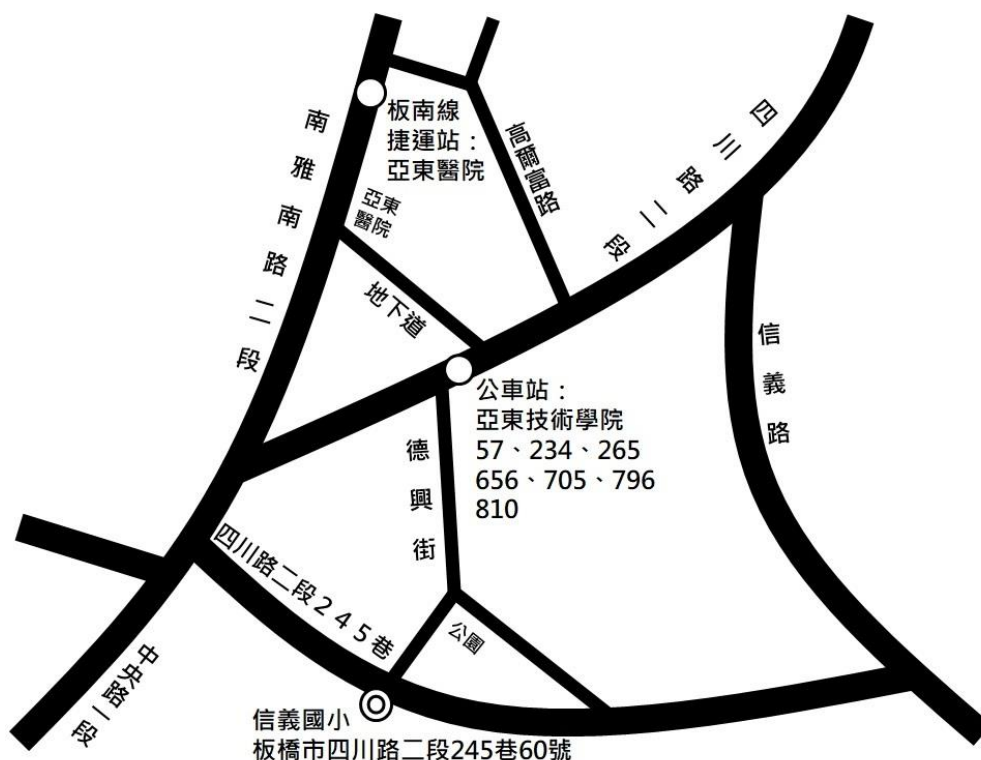 板南線
捷運站：
亞東醫院
南雅南路二段
高爾富路
四川路二段
亞東
醫院
地下道
信義路
公車站：
亞東技術學院
57、234、265
656、705、796
810
德興街
四川路二段２４５巷
公園
中央路一段
信義國小
板橋市四川路二段245巷60號